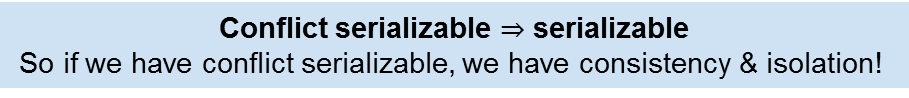 Conflict serializable ⇒ serializable
So if we have conflict serializable, we have consistency & isolation!